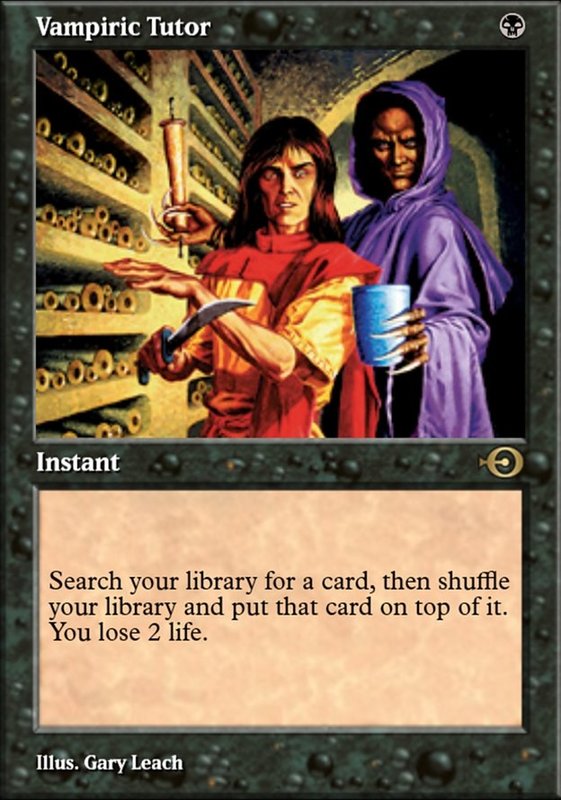 Vampiric Tutor
Instant
Search your library for a card, then shuffle
your library and put that card on top of it.
You lose 2 life.
Illus. Gary Leach